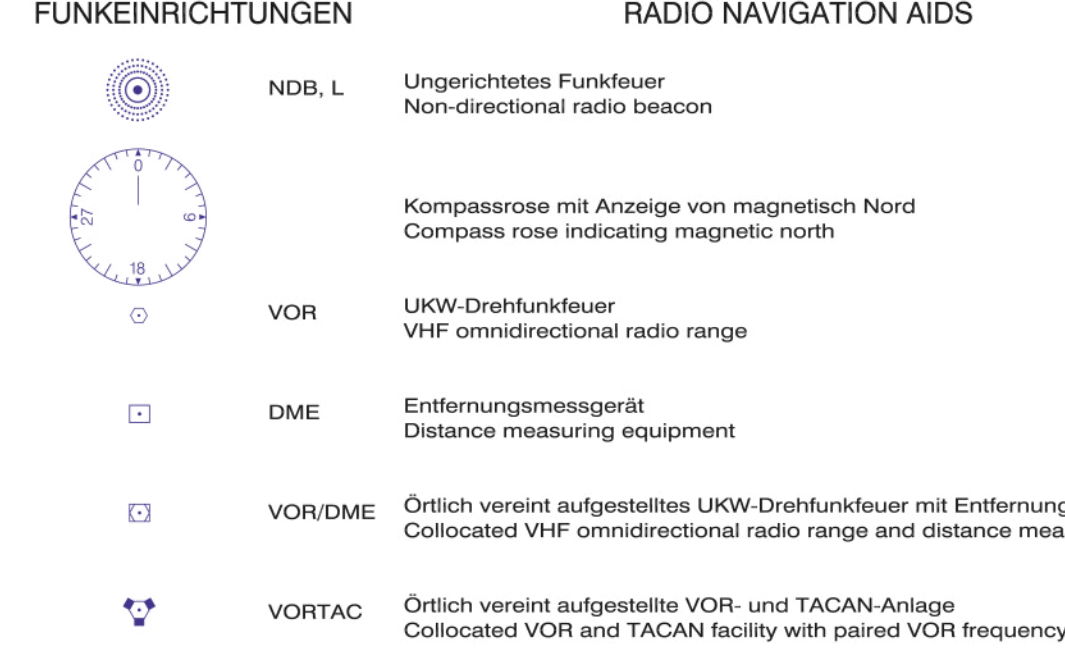 FUNKEINRICHTUNGEN RADIO NAVIGATION AIDS
NDB, L Ungerichtetes Funkfeuer
Non-directional radio beacon
0
27 9
18
Kompassrose mit Anzeige von magnetisch Nord
Compass rose indicating magnetic north
VOR UKW-Drehfunkfeuer
VHF omnidirectional radio range
DME Entfernungsmessgerät
Distance measuring equipment
VOR/DME Örtlich vereint aufgestelltes UKW-Drehfunkfeuer mit Entfernung
Collocated VHF omnidirectional radio range and distance mea
VORTAC Örtlich vereint aufgestellte VOR- und TACAN-Anlage
Collocated VOR and TACAN facility with paired VOR frequency